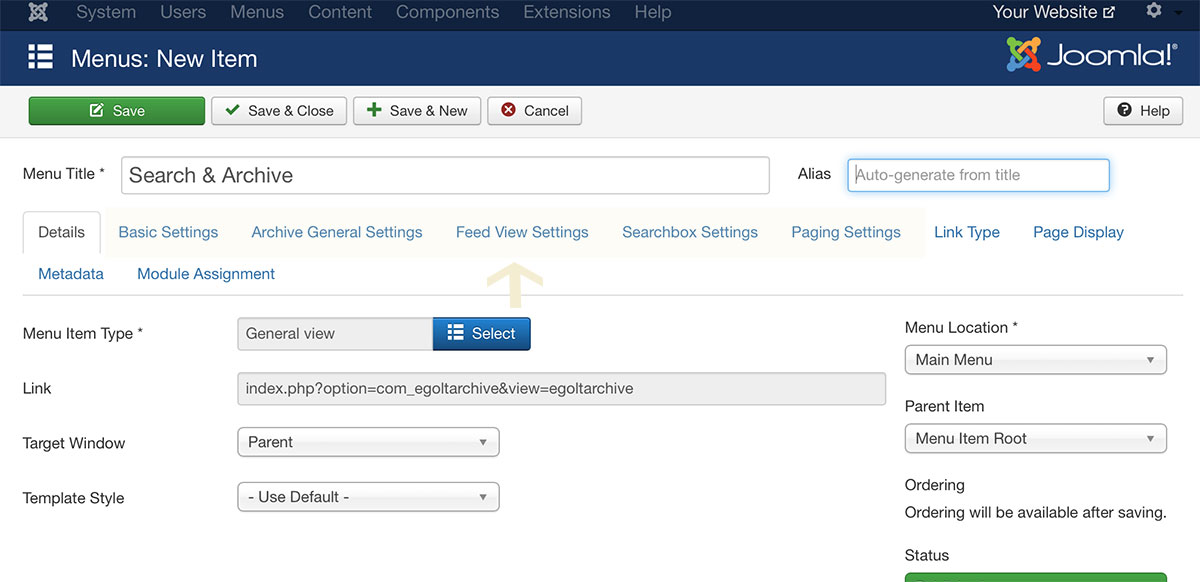 System Users Menus Content Components Extensions Help Your Website
Menus: New Item Joomla!®
Save Save & Close Save & New Cancel Help
Menu Title * Search & Archive Alias Auto-generate from title
Details Basic Settings Archive General Settings Feed View Settings Searchbox Settings Paging Settings Link Type Page Display
Metadata Module Assignment
Menu Item Type * General view Select
Link index.php?option=com_egoltarchive&view=egoltarchive
Target Window Parent
Template Style - Use Default -
Menu Location *
Main Menu
Parent Item
Menu Item Root
Ordering
Ordering will be available after saving.
Status